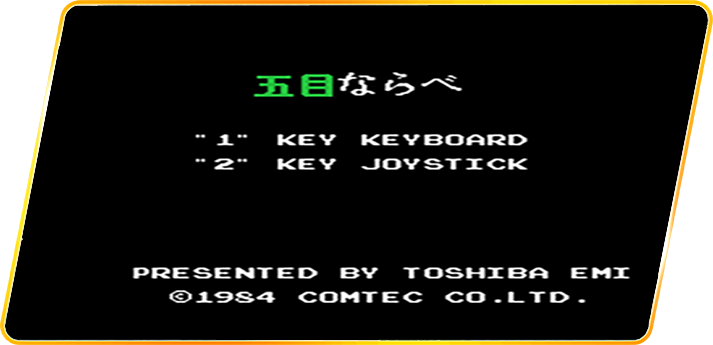 五目ならべ
"1" KEY KEYBOARD
"2" KEY JOYSTICK
PRESENTED BY TOSHIBA EMI
©1984 COMTEC CO.LTD.